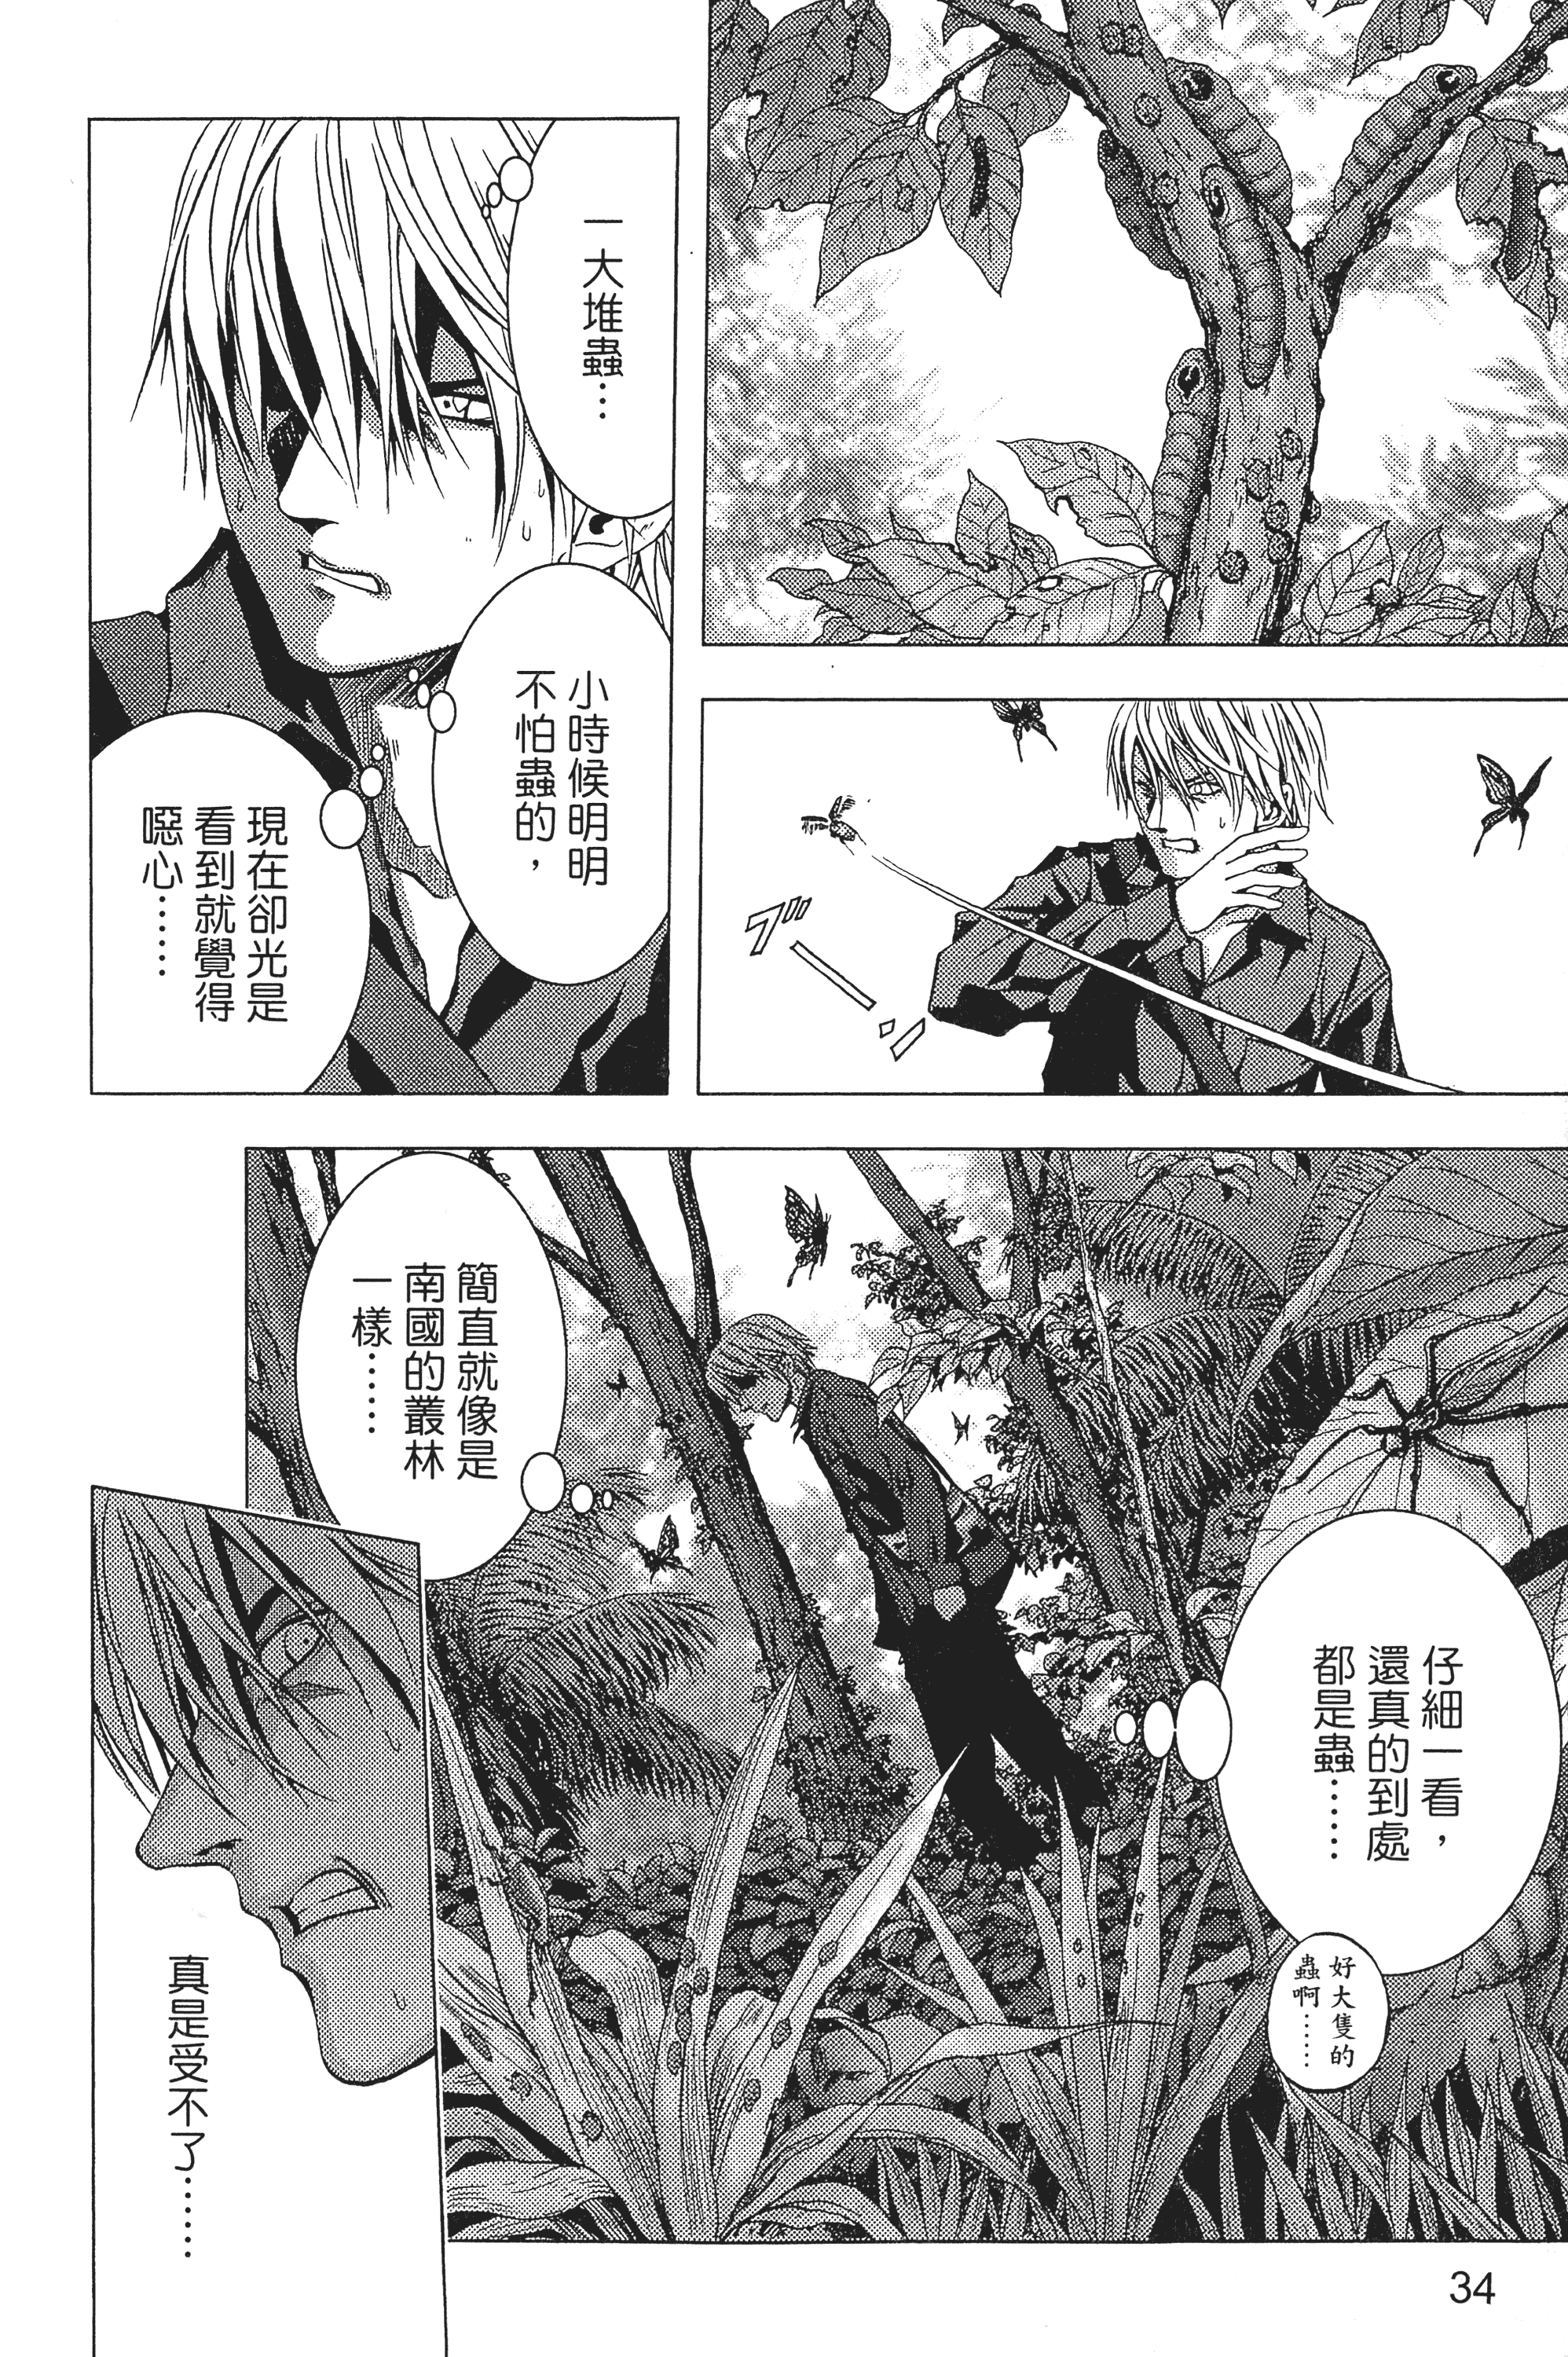 ブーン
一大堆蟲…
小時候明明
不怕蟲的，
現在卻光是
看到就覺得
噁心……
仔細一看，
還真的到處
都是蟲……
好大隻的
蟲啊……
簡直就像是
南國的叢林
一樣……
真是受不了……
34